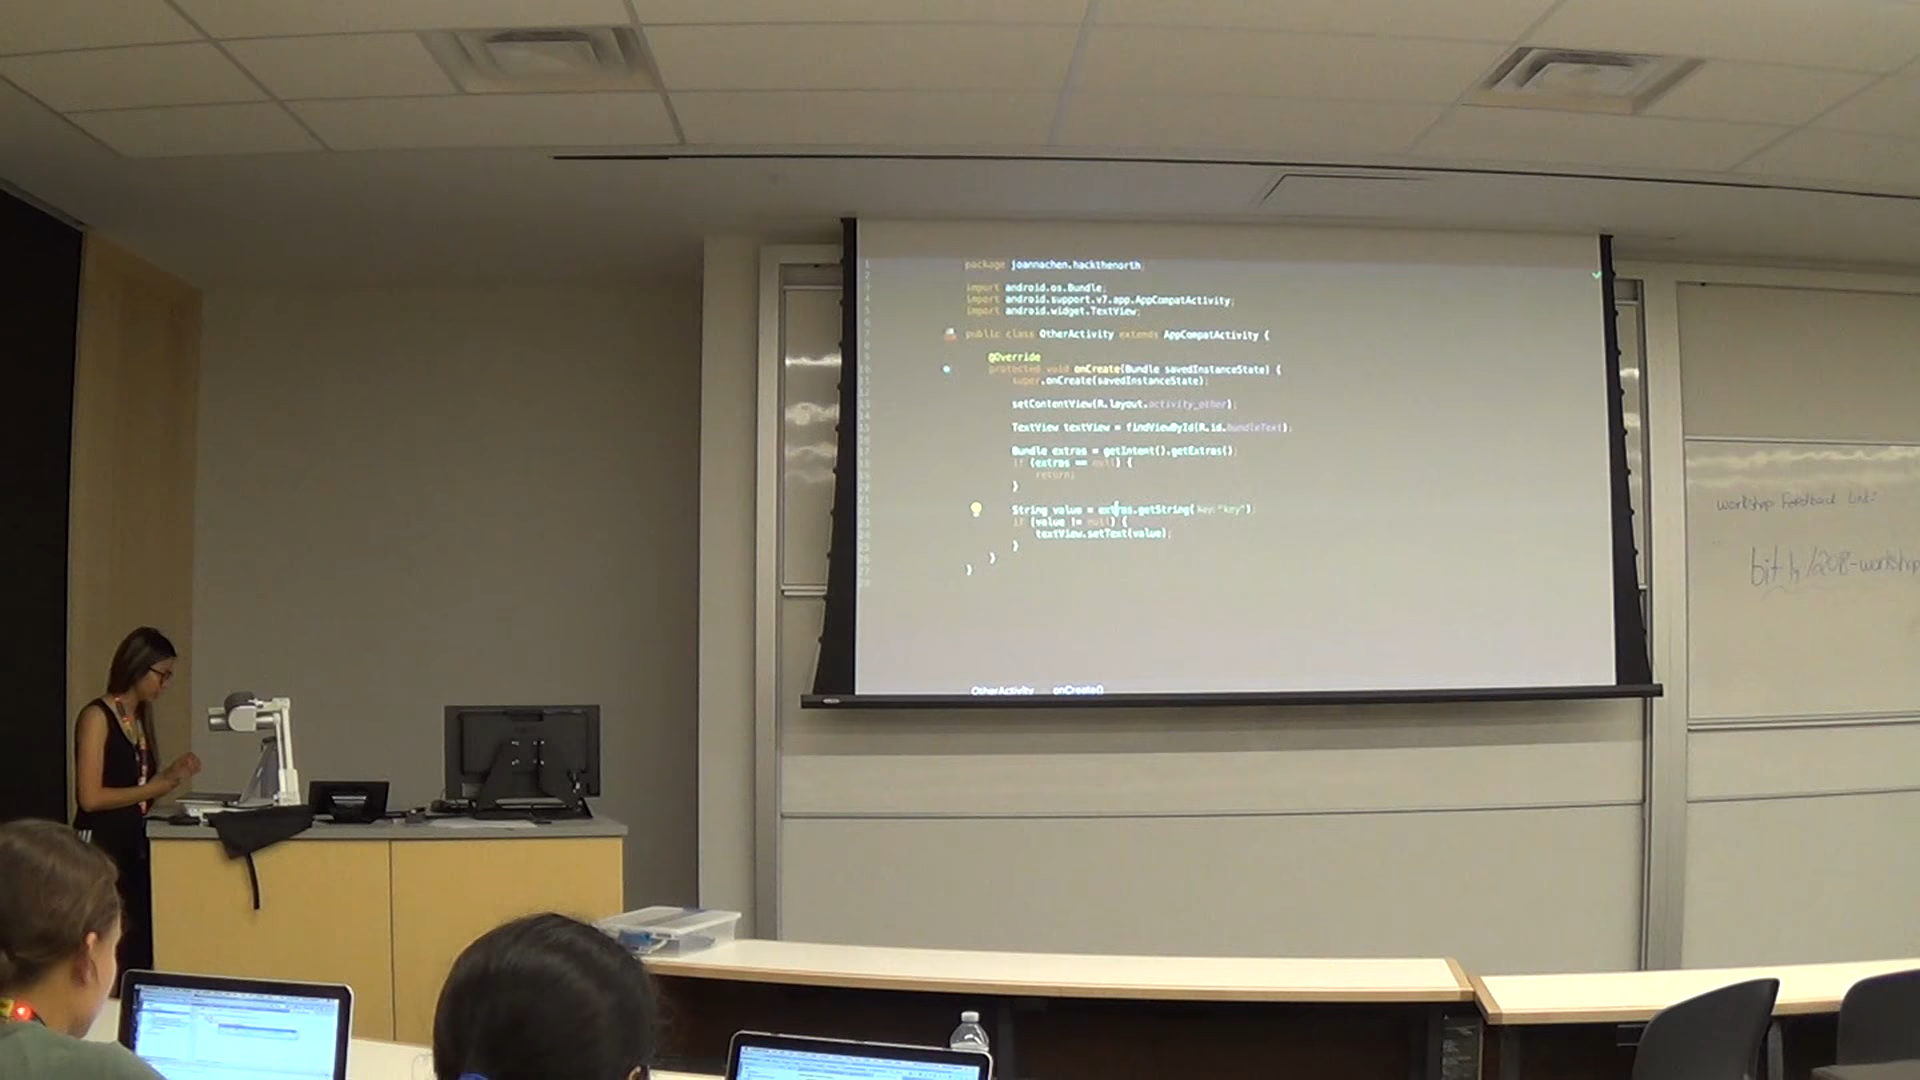 package joannachen.hackthenorth;
import android.os.Bundle;
import android.support.v7.app.AppCompatActivity;
import android.widget.TextView;
public class OtherActivity extends AppCompatActivity {
@Override
protected void onCreate(Bundle savedInstanceState) {
super.onCreate(savedInstanceState);
setContentView(R.layout.activity_other);
TextView textView = findViewById(R.id.bundleText);
Bundle extras = getIntent().getExtras();
if (extras == null) {
return;
}
String value = extras.getString( key: "key");
if (value != null) {
textView.setText(value);
}
}
}
OtherActivity onCreate()
Workshop Feedback Link:
bit.ly/2018-workshop